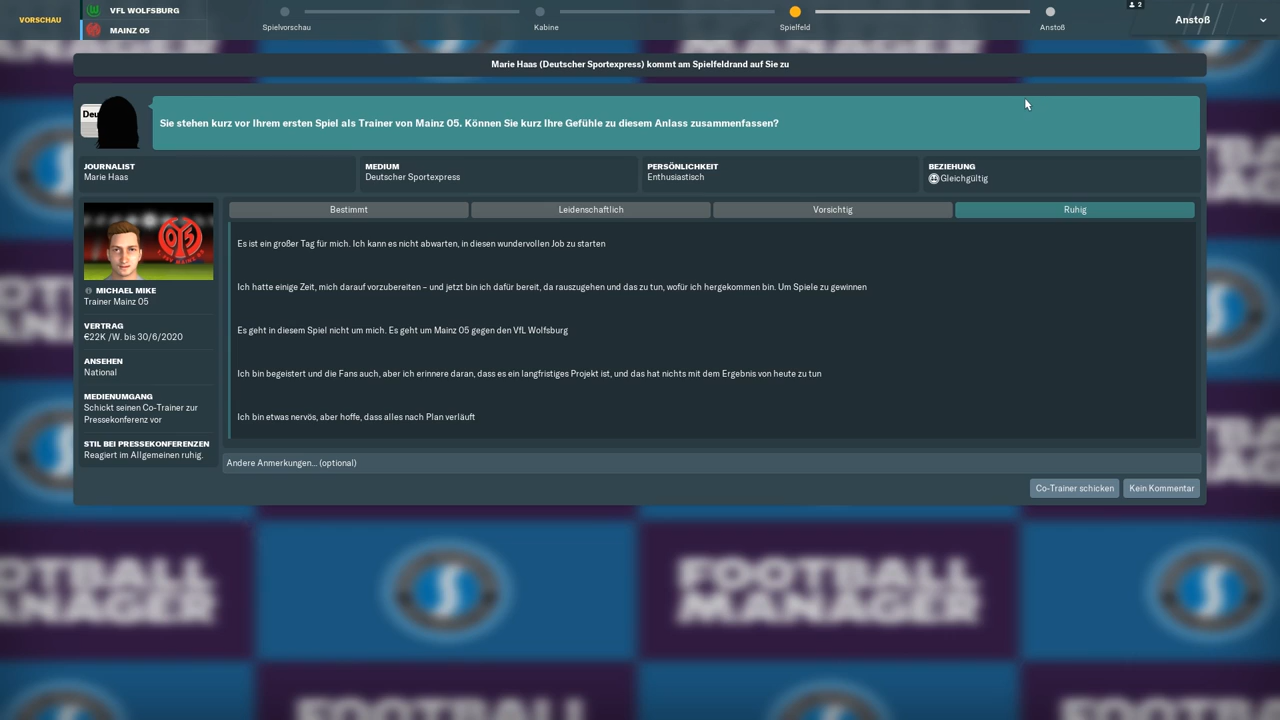 VORSCHAU
VFL WOLFSBURG
MAINZ 05
Spielvorschau
Kabine
Spielfeld
Anstoß
2
Anstoß
Marie Haas (Deutscher Sportexpress) kommt am Spielfeldrand auf Sie zu
Deu
Sie stehen kurz vor Ihrem ersten Spiel als Trainer von Mainz 05. Können Sie kurz Ihre Gefühle zu diesem Anlass zusammenfassen?
JOURNALIST
Marie Haas
MEDIUM
Deutscher Sportexpress
PERSÖNLICHKEIT
Enthusiastisch
BEZIEHUNG
Gleichgültig
Bestimmt
Leidenschaftlich
Vorsichtig
Ruhig
Es ist ein großer Tag für mich. Ich kann es nicht abwarten, in diesen wundervollen Job zu starten
Ich hatte einige Zeit, mich darauf vorzubereiten – und jetzt bin ich dafür bereit, da rauszugehen und das zu tun, wofür ich hergekommen bin. Um Spiele zu gewinnen
Es geht in diesem Spiel nicht um mich. Es geht um Mainz 05 gegen den VfL Wolfsburg
Ich bin begeistert und die Fans auch, aber ich erinnere daran, dass es ein langfristiges Projekt ist, und das hat nichts mit dem Ergebnis von heute zu tun
Ich bin etwas nervös, aber hoffe, dass alles nach Plan verläuft
MICHAEL MIKE
Trainer Mainz 05
VERTRAG
€22K /W. bis 30/6/2020
ANSEHEN
National
MEDIENUMGANG
Schickt seinen Co-Trainer zur
Pressekonferenz vor
STIL BEI PRESSEKONFERENZEN
Reagiert im Allgemeinen ruhig.
Andere Anmerkungen... (optional)
Co-Trainer schicken
Kein Kommentar
FOOTBALL
MANAGER